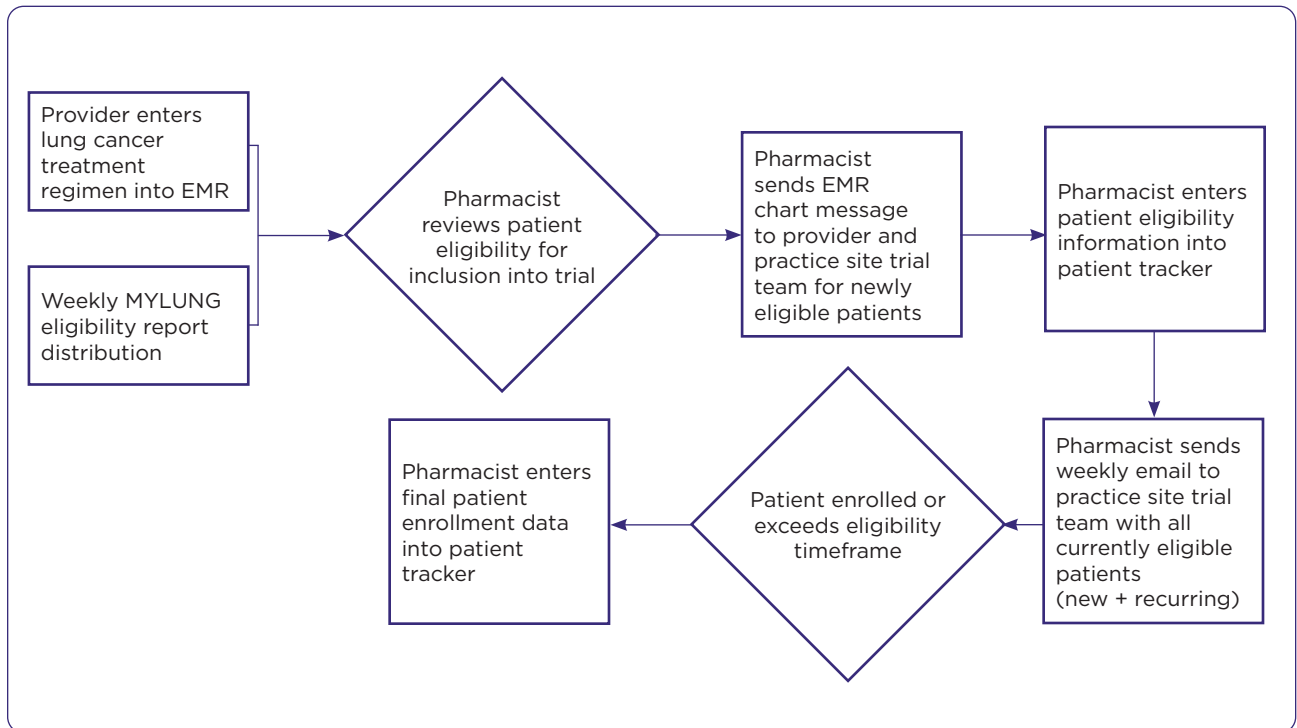 Provider enters
lung cancer
treatment
regimen into EMR
Weekly MYLUNG
eligibility report
distribution
Pharmacist
reviews patient
eligibility for
inclusion into trial
Pharmacist
sends EMR
chart message
to provider and
practice site trial
team for newly
eligible patients
Pharmacist enters
patient eligibility
information into
patient tracker
Pharmacist sends
weekly email to
practice site trial
team with all
currently eligible
patients
(new + recurring)
Patient enrolled or
exceeds eligibility
timeframe
Pharmacist enters
final patient
enrollment data
into patient
tracker